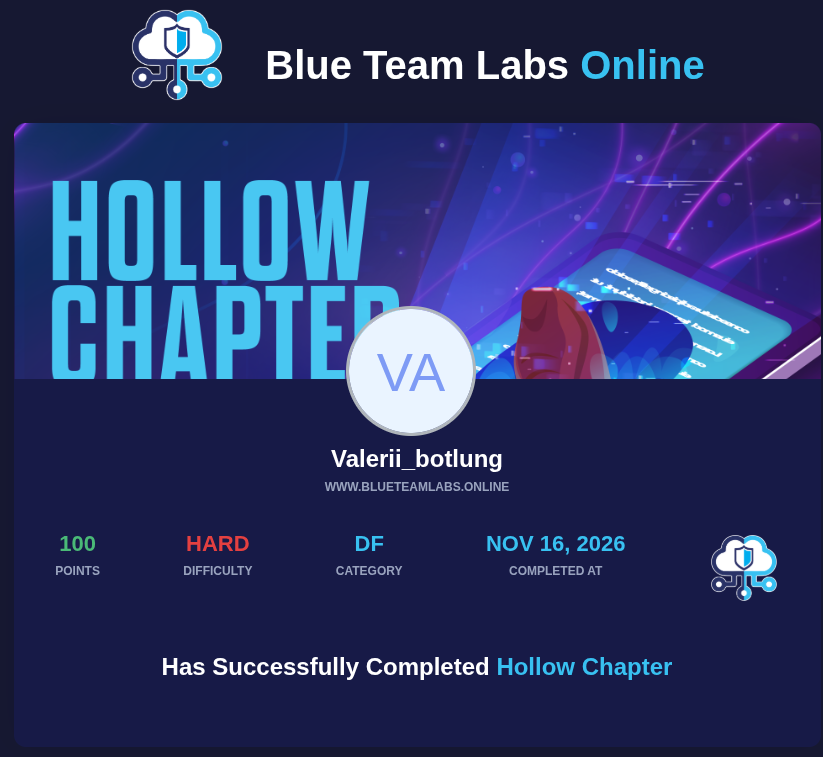 Blue Team Labs Online
HOLLOW
CHAPTER
VA
Valerii_botlung
WWW.BLUETEAMLABS.ONLINE
100
POINTS
HARD
DIFFICULTY
DF
CATEGORY
NOV 16, 2026
COMPLETED AT
Has Successfully Completed Hollow Chapter